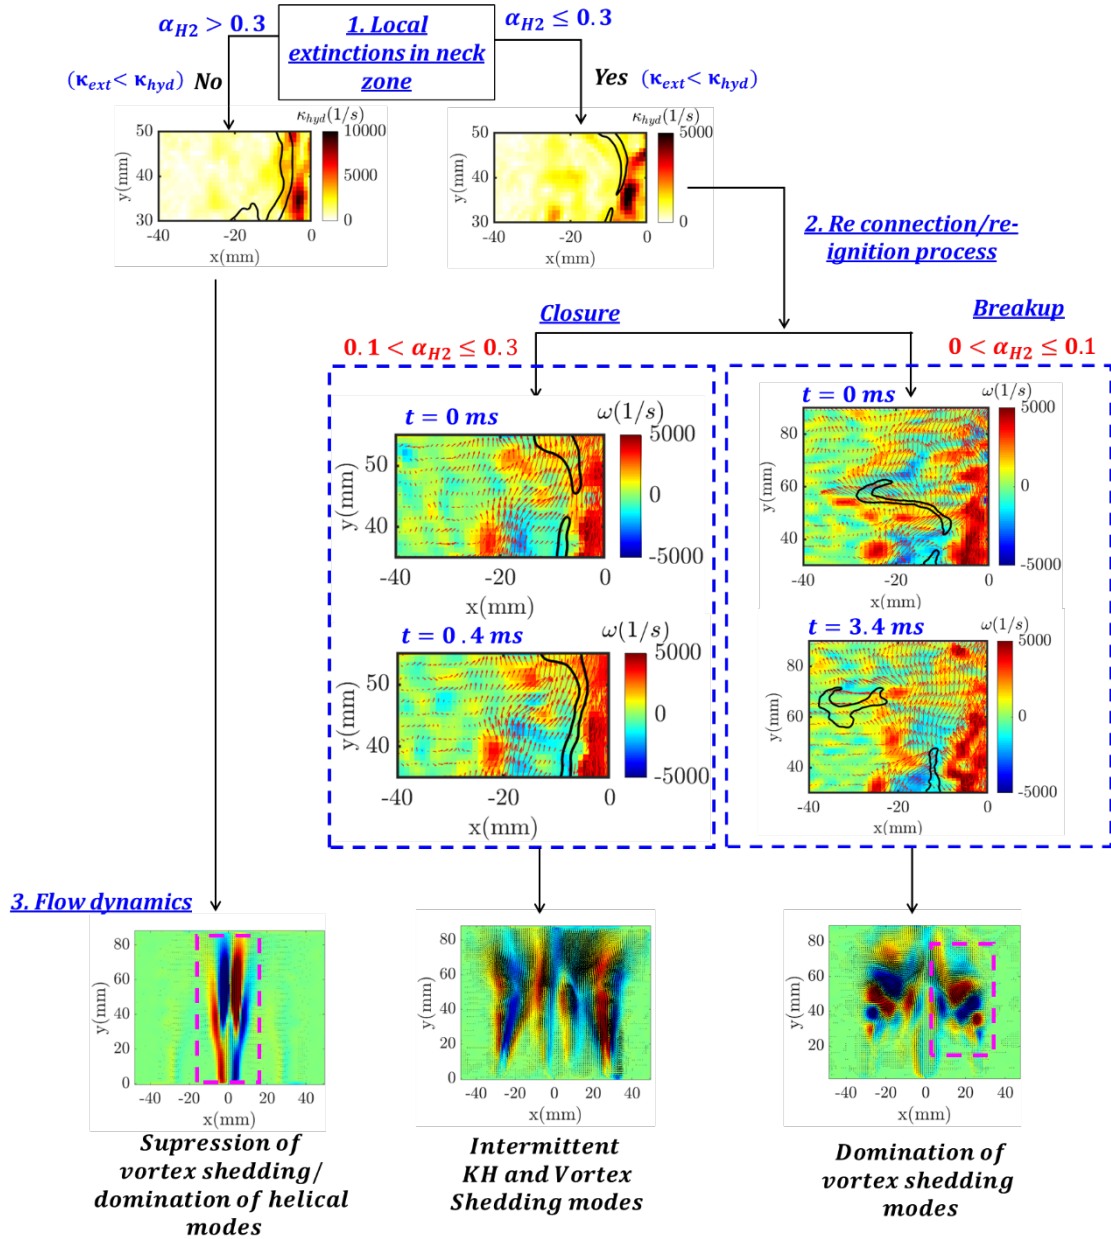 α_H2 > 0.3
1. Local
extinctions in neck
zone
α_H2 ≤ 0.3
(κ_ext < κ_hyd) No
Yes (κ_ext < κ_hyd)
κ_hyd(1/s)
10000
5000
0
y(mm)
50
40
30
-40
-20
0
x(mm)
κ_hyd(1/s)
5000
0
y(mm)
50
40
30
-40
-20
0
x(mm)
2. Re connection/re-
ignition process
Closure
Breakup
0.1 < α_H2 ≤ 0.3
0 < α_H2 ≤ 0.1
t = 0 ms
ω(1/s)
5000
0
-5000
y(mm)
50
40
-40
-20
0
x(mm)
t = 0.4 ms
ω(1/s)
5000
0
-5000
y(mm)
50
40
-40
-20
0
x(mm)
t = 0 ms
ω(1/s)
5000
0
-5000
y(mm)
80
60
40
-40
-20
0
x(mm)
t = 3.4 ms
ω(1/s)
5000
0
-5000
y(mm)
80
60
40
-40
-20
0
x(mm)
3. Flow dynamics
y(mm)
80
60
40
20
0
-40 -20 0 20 40
x(mm)
Supression of
vortex shedding/
domination of helical
modes
y(mm)
80
60
40
20
0
-40 -20 0 20 40
x(mm)
Intermittent
KH and Vortex
Shedding modes
y(mm)
80
60
40
20
0
-40 -20 0 20 40
x(mm)
Domination of
vortex shedding
modes